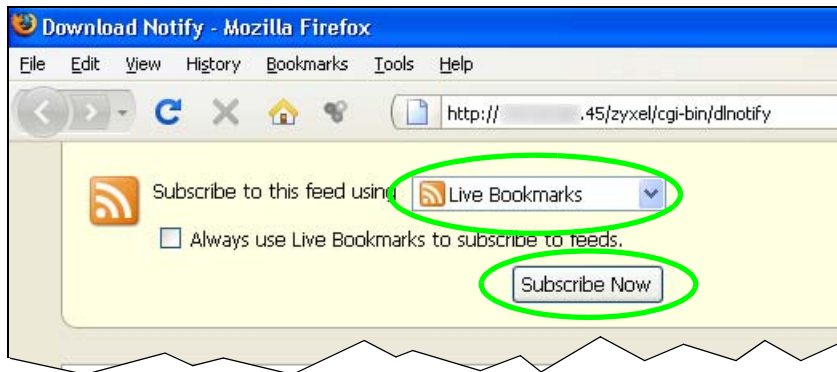 Download Notify - Mozilla Firefox
File Edit View History Bookmarks Tools Help
http:// .45/zyxel/cgi-bin/dlnotify
Subscribe to this feed using Live Bookmarks
Always use Live Bookmarks to subscribe to feeds.
Subscribe Now